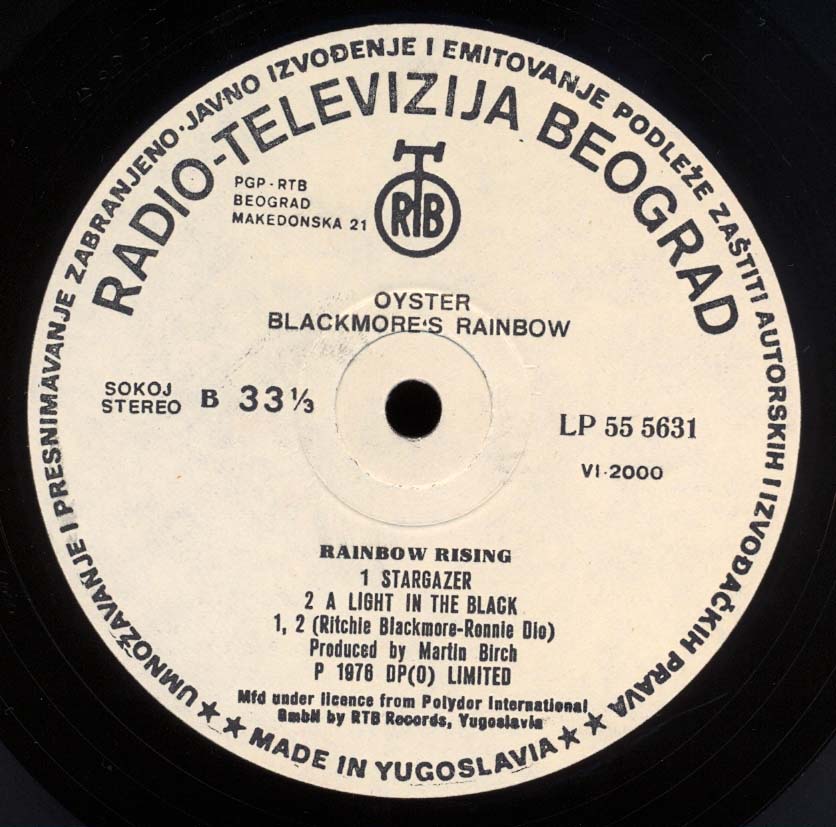 UMNOŽAVANJE I PRESNIMAVANJE ZABRANJENO·JAVNO IZVOĐENJE I EMITOVANJE PODLEŽE ZAŠTITI AUTORSKIH I IZVOĐAČKIH PRAVA
RADIO-TELEVIZIJA BEOGRAD
PGP-RTB
BEOGRAD
MAKEDONSKA 21
RTB
OYSTER
BLACKMORE'S RAINBOW
SOKOJ
STEREO
B 33 ⅓
LP 55 5631
VI-2000
RAINBOW RISING
1 STARGAZER
2 A LIGHT IN THE BLACK
1, 2 (Ritchie Blackmore-Ronnie Dio)
Produced by Martin Birch
P 1976 DP(O) LIMITED
Mfd under licence from Polydor International
GmbH by RTB Records, Yugoslavia
★★ MADE IN YUGOSLAVIA ★★